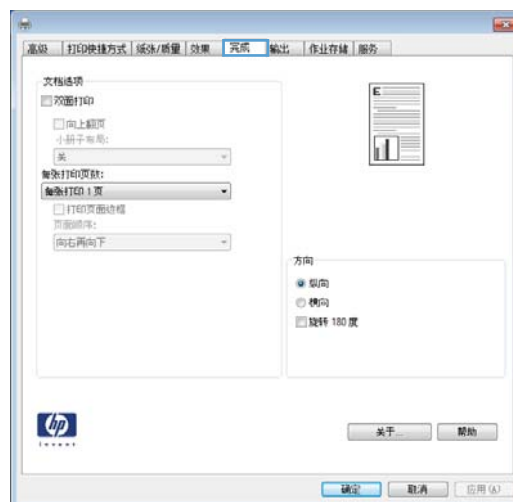 高级 打印快捷方式 纸张/质量 效果 完成 输出 作业存储 服务
文档选项
双面打印
向上翻页
小册子布局:
关
每张打印页数:
每张打印 1 页
打印页面边框
页面顺序:
向右再向下
E
方向
纵向
横向
旋转 180 度
hp
invent
关于... 帮助
确定 取消 应用 (A)